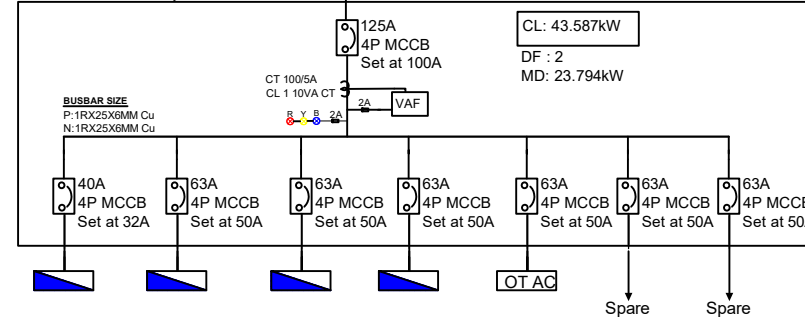 125A
4P MCCB
Set at 100A
CL: 43.587kW
DF : 2
MD: 23.794kW
CT 100/5A
CL 1 10VA CT
2A
VAF
BUSBAR SIZE
P:1RX25X6MM Cu
N:1RX25X6MM Cu
R Y B 2A
40A
4P MCCB
Set at 32A
63A
4P MCCB
Set at 50A
63A
4P MCCB
Set at 50A
63A
4P MCCB
Set at 50A
63A
4P MCCB
Set at 50A
63A
4P MCCB
Set at 50A
63A
4P MCCB
Set at
OT AC
Spare
Spare